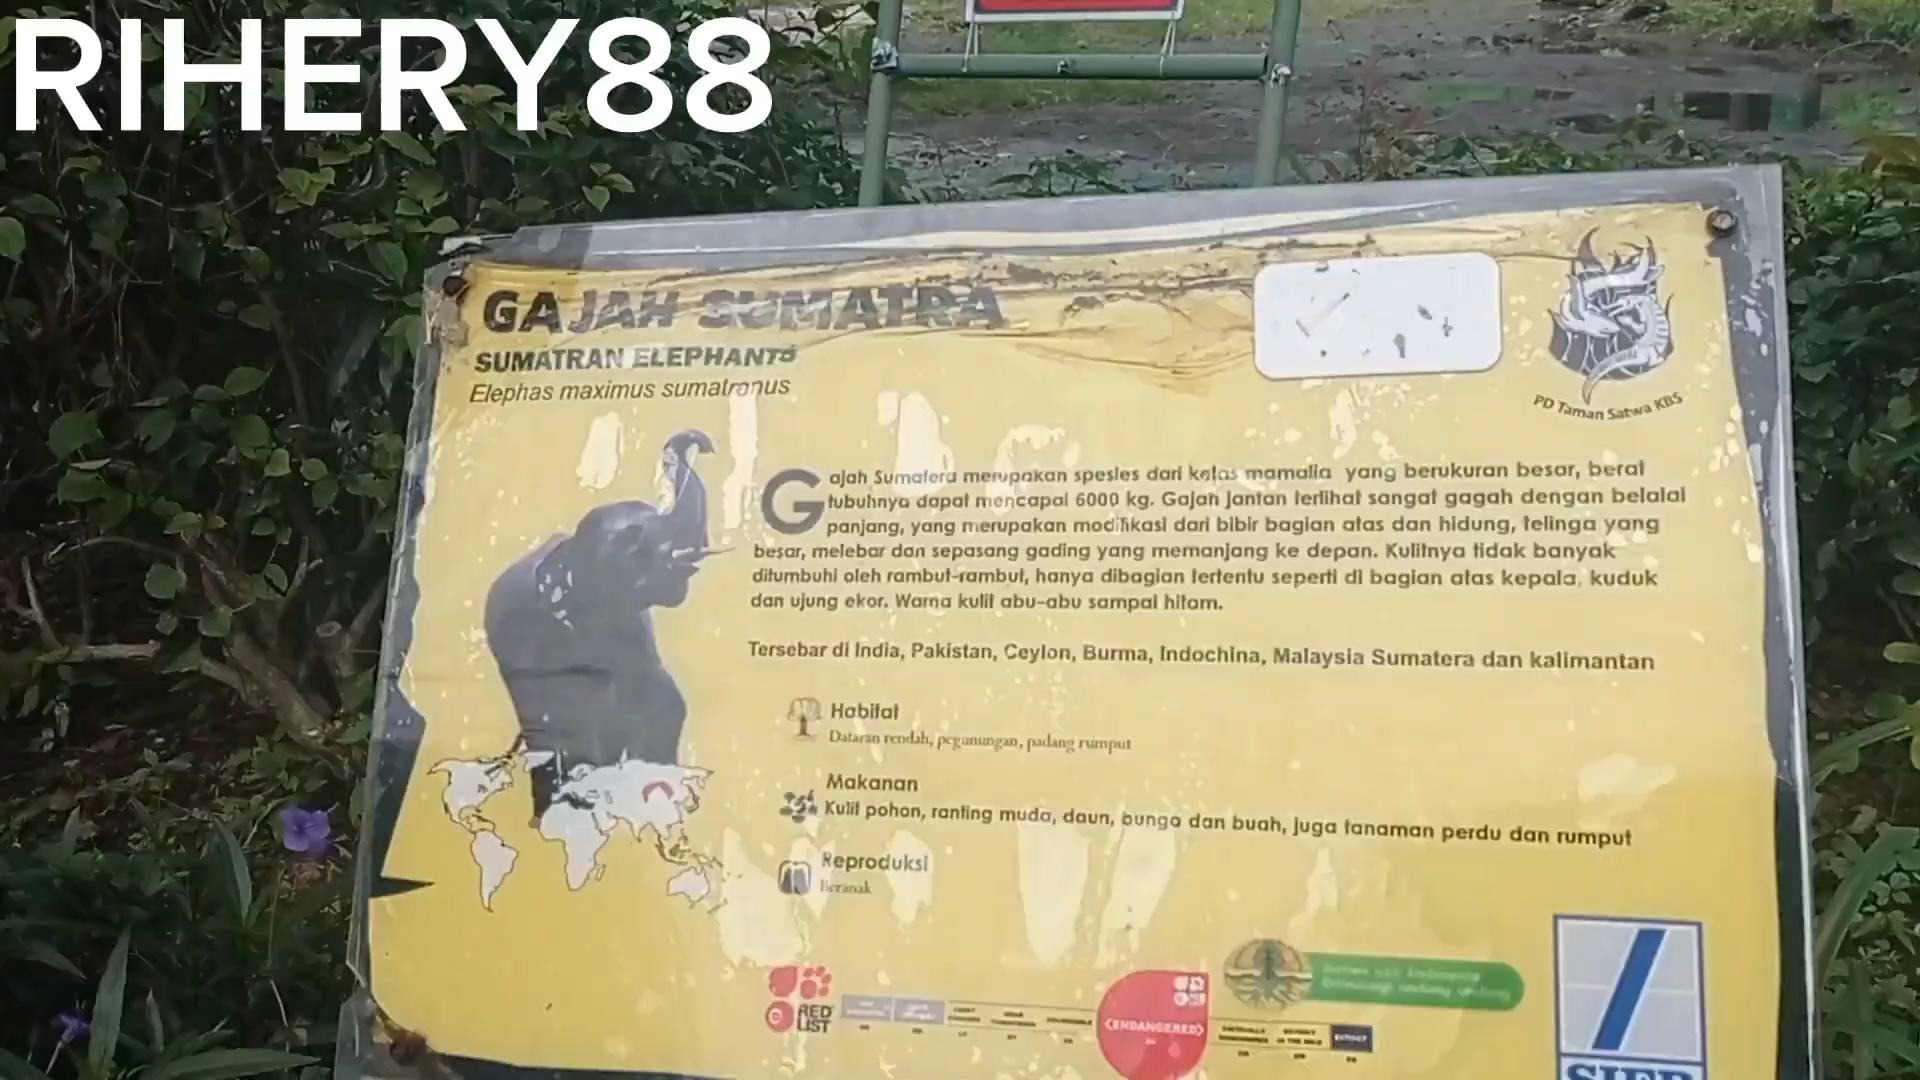 RIHERY88
GAJAH SUMATRA
SUMATRAN ELEPHANTS
Elephas maximus sumatranus
PD Taman Satwa KBS
Gajah Sumatera merupakan spesies dari kelas mamalia yang berukuran besar, berat
tubuhnya dapat mencapai 6000 kg. Gajah jantan terlihat sangat gagah dengan belalai
panjang, yang merupakan modifikasi dari bibir bagian atas dan hidung, telinga yang
besar, melebar dan sepasang gading yang memanjang ke depan. Kulitnya tidak banyak
ditumbuhi oleh rambut-rambut, hanya dibagian tertentu seperti di bagian atas kepala, kuduk
dan ujung ekor. Warna kulit abu-abu sampai hitam.
Tersebar di India, Pakistan, Ceylon, Burma, Indochina, Malaysia Sumatera dan kalimantan
Habitat
Dataran rendah, pegunungan, padang rumput
Makanan
Kulit pohon, ranting muda, daun, bunga dan buah, juga tanaman perdu dan rumput
Reproduksi
Beranak
RED
LIST
<ENDANGERED>
EXTINCT